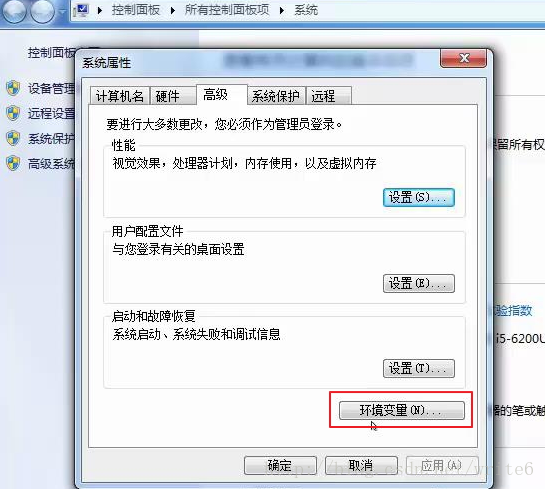 控制面板 ▸ 所有控制面板项 ▸ 系统
控制面板
系统属性
设备管理
远程设置
系统保护
高级系统
计算机名 硬件 高级 系统保护 远程
要进行大多数更改，您必须作为管理员登录。
性能
视觉效果，处理器计划，内存使用，以及虚拟内存
设置(S)...
用户配置文件
与您登录有关的桌面设置
设置(E)...
启动和故障恢复
系统启动、系统失败和调试信息
设置(T)...
环境变量(N)...
确定 取消 应用(A)
留所有权
验指数
i5-6200U
器的笔或触